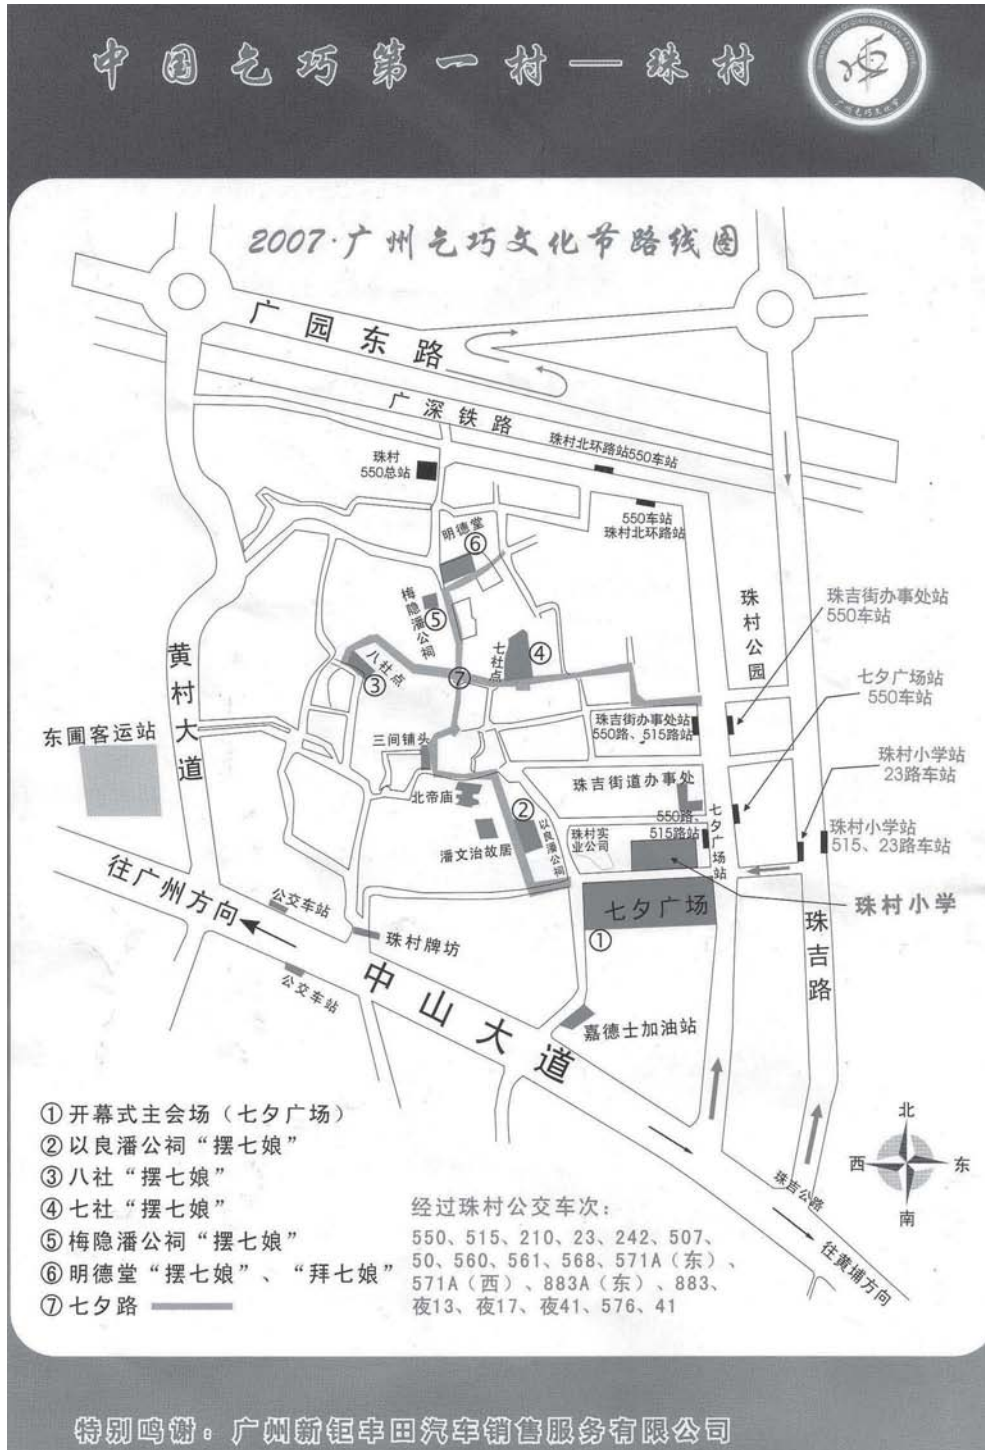 中国乞巧第一村—珠村
GUANGZHOU QIQIAO CULTURAL FESTIVAL
广州乞巧文化节
2007·广州乞巧文化节路线图
广园东路
广深铁路
珠村北环路站550车站
珠村
550总站
550车站
珠村北环路站
明德堂
⑥
梅隐潘公祠
⑤
七社点
④
八社点
③
⑦
珠村公园
珠吉街办事处站
550车站
七夕广场站
550车站
黄村大道
东圃客运站
三间铺头
珠吉街办事处站
550路、515路站
珠村小学站
23路车站
珠吉街道办事处
北帝庙
②
以良潘公祠
潘文治故居
珠村实
业公司
550路、
515路站
七夕广场站
珠村小学站
515、23路车站
珠村小学
七夕广场
①
珠吉路
往广州方向
公交车站
珠村牌坊
公交车站
中山大道
嘉德士加油站
珠吉公路
往黄埔方向
北
西
东
南
①开幕式主会场（七夕广场）
②以良潘公祠“摆七娘”
③八社“摆七娘”
④七社“摆七娘”
⑤梅隐潘公祠“摆七娘”
⑥明德堂“摆七娘”、“拜七娘”
⑦七夕路
经过珠村公交车次：
550、515、210、23、242、507、
50、560、561、568、571A（东）、
571A（西）、883A（东）、883、
夜13、夜17、夜41、576、41
特别鸣谢：广州新钜丰田汽车销售服务有限公司